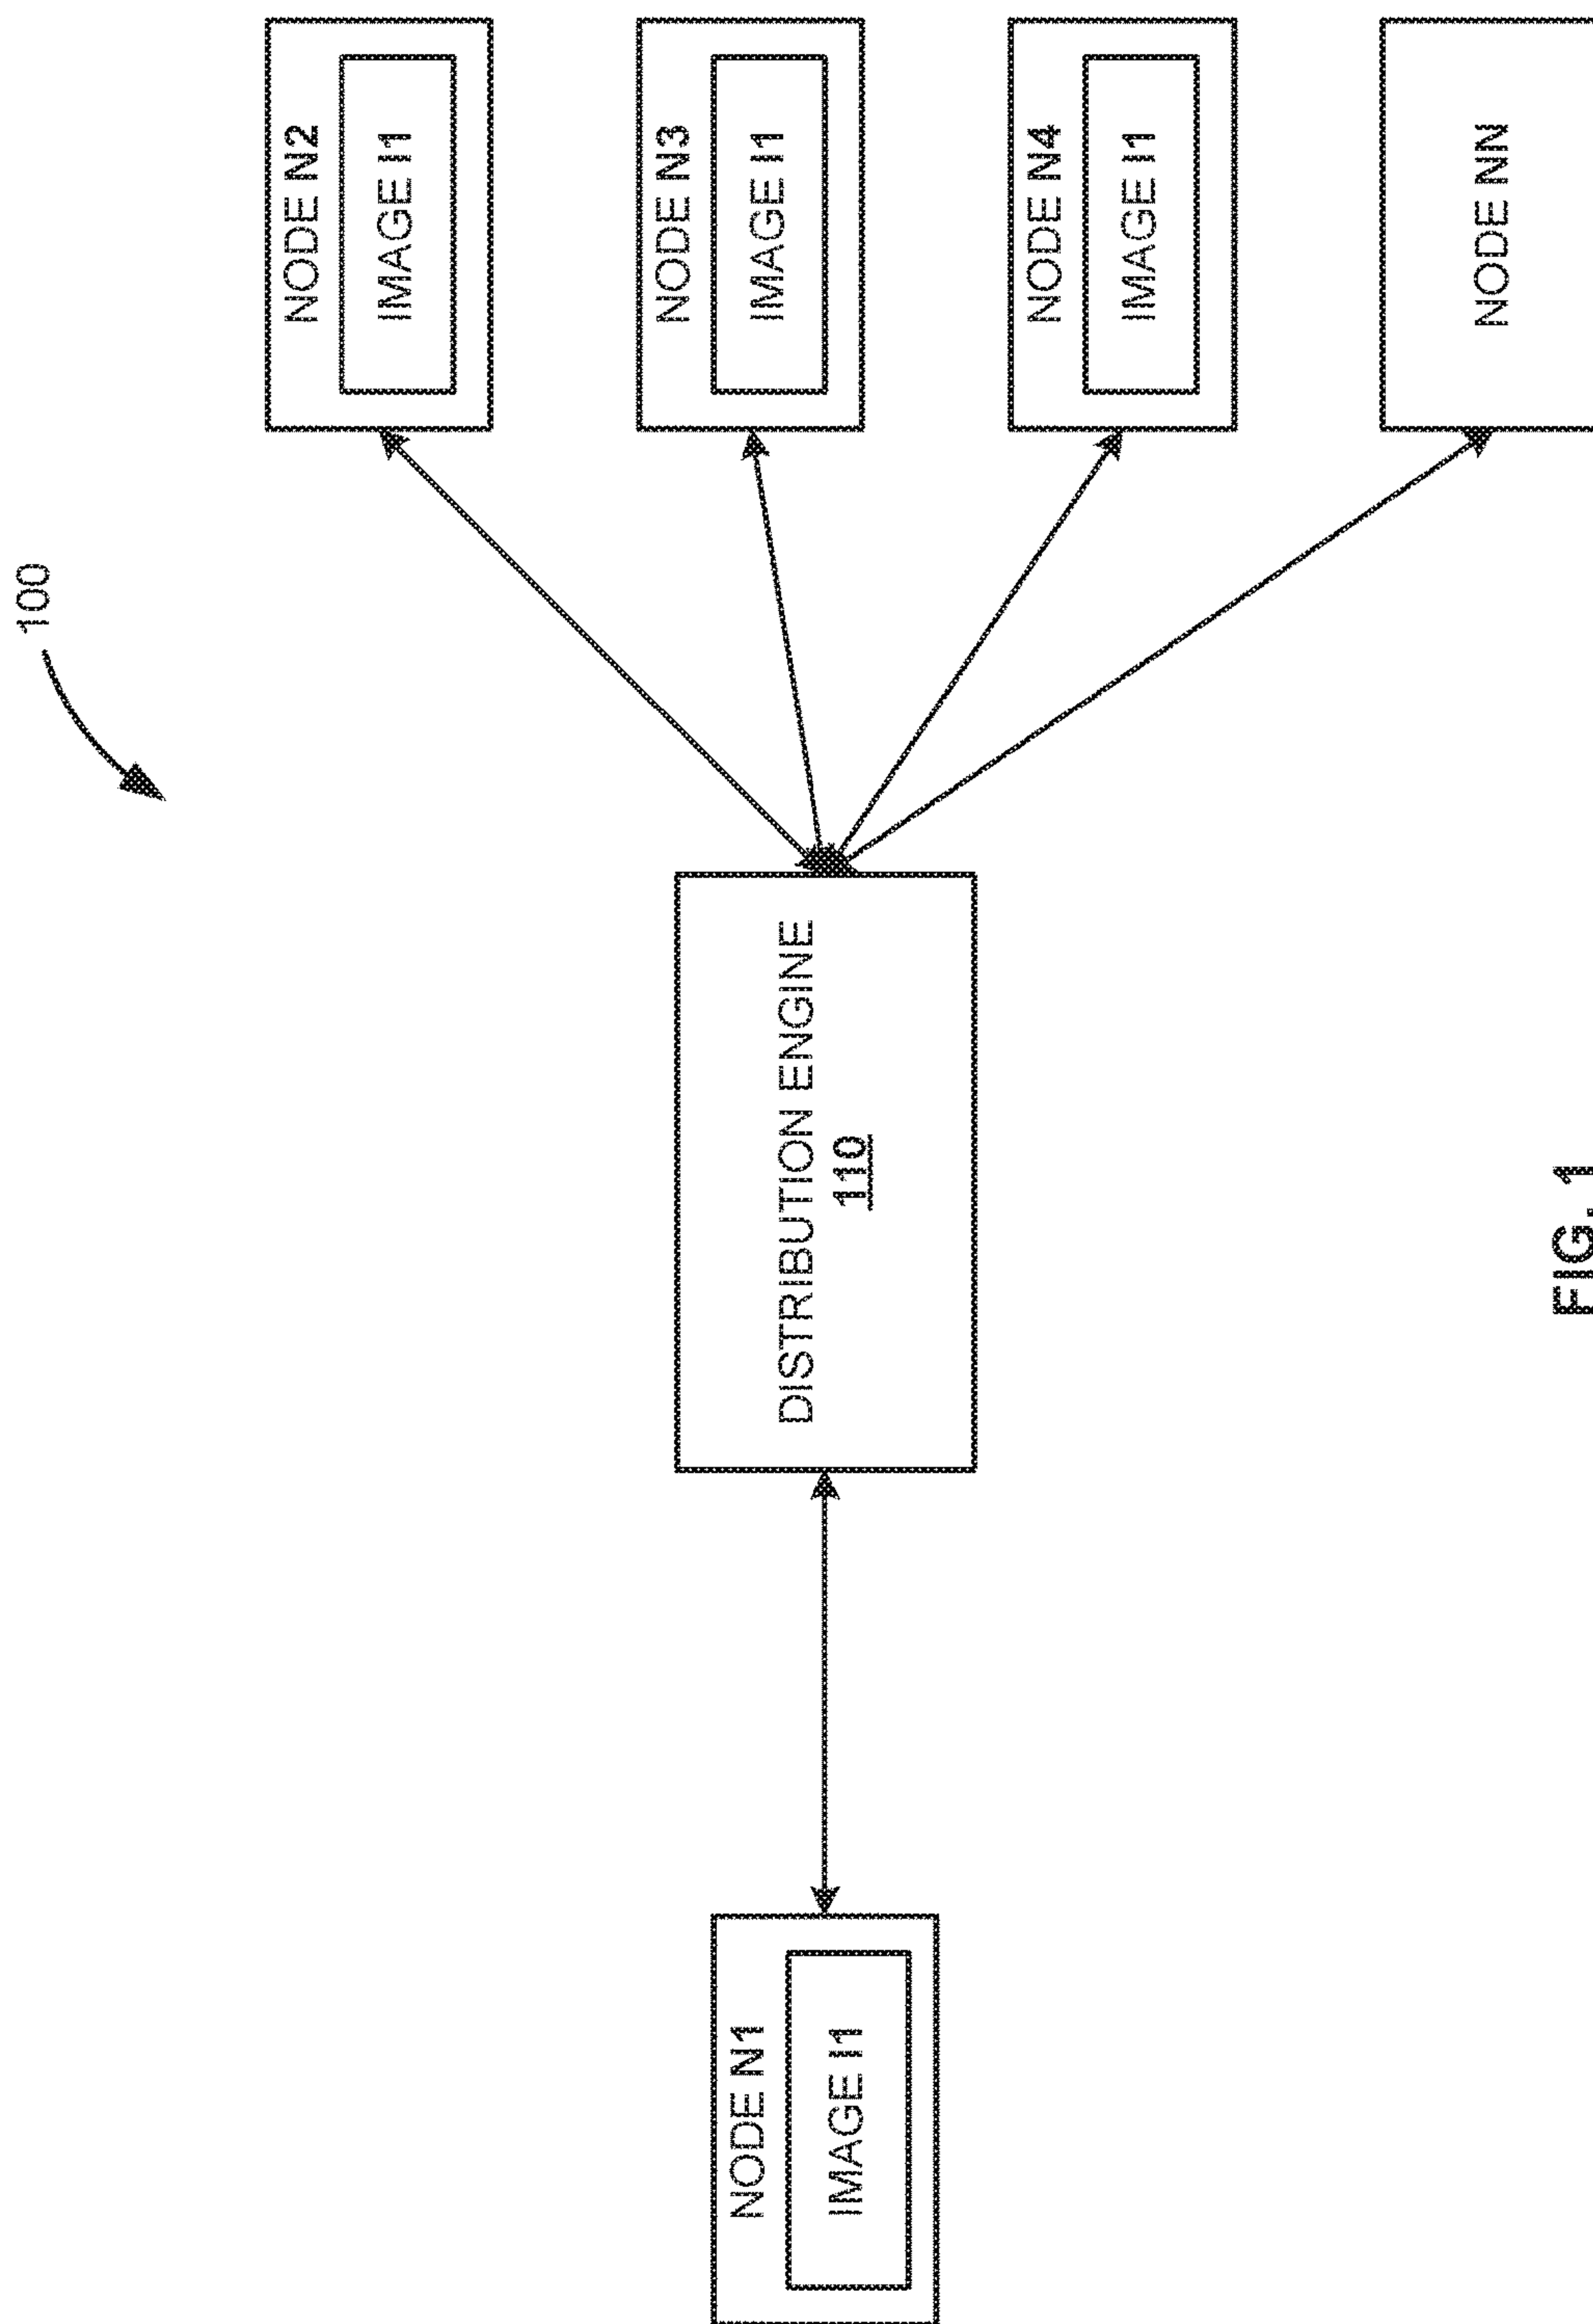 100
NODE N1
IMAGE I1
DISTRIBUTION ENGINE
110
NODE N2
IMAGE I1
NODE N3
IMAGE I1
NODE N4
IMAGE I1
NODE NN
FIG. 1